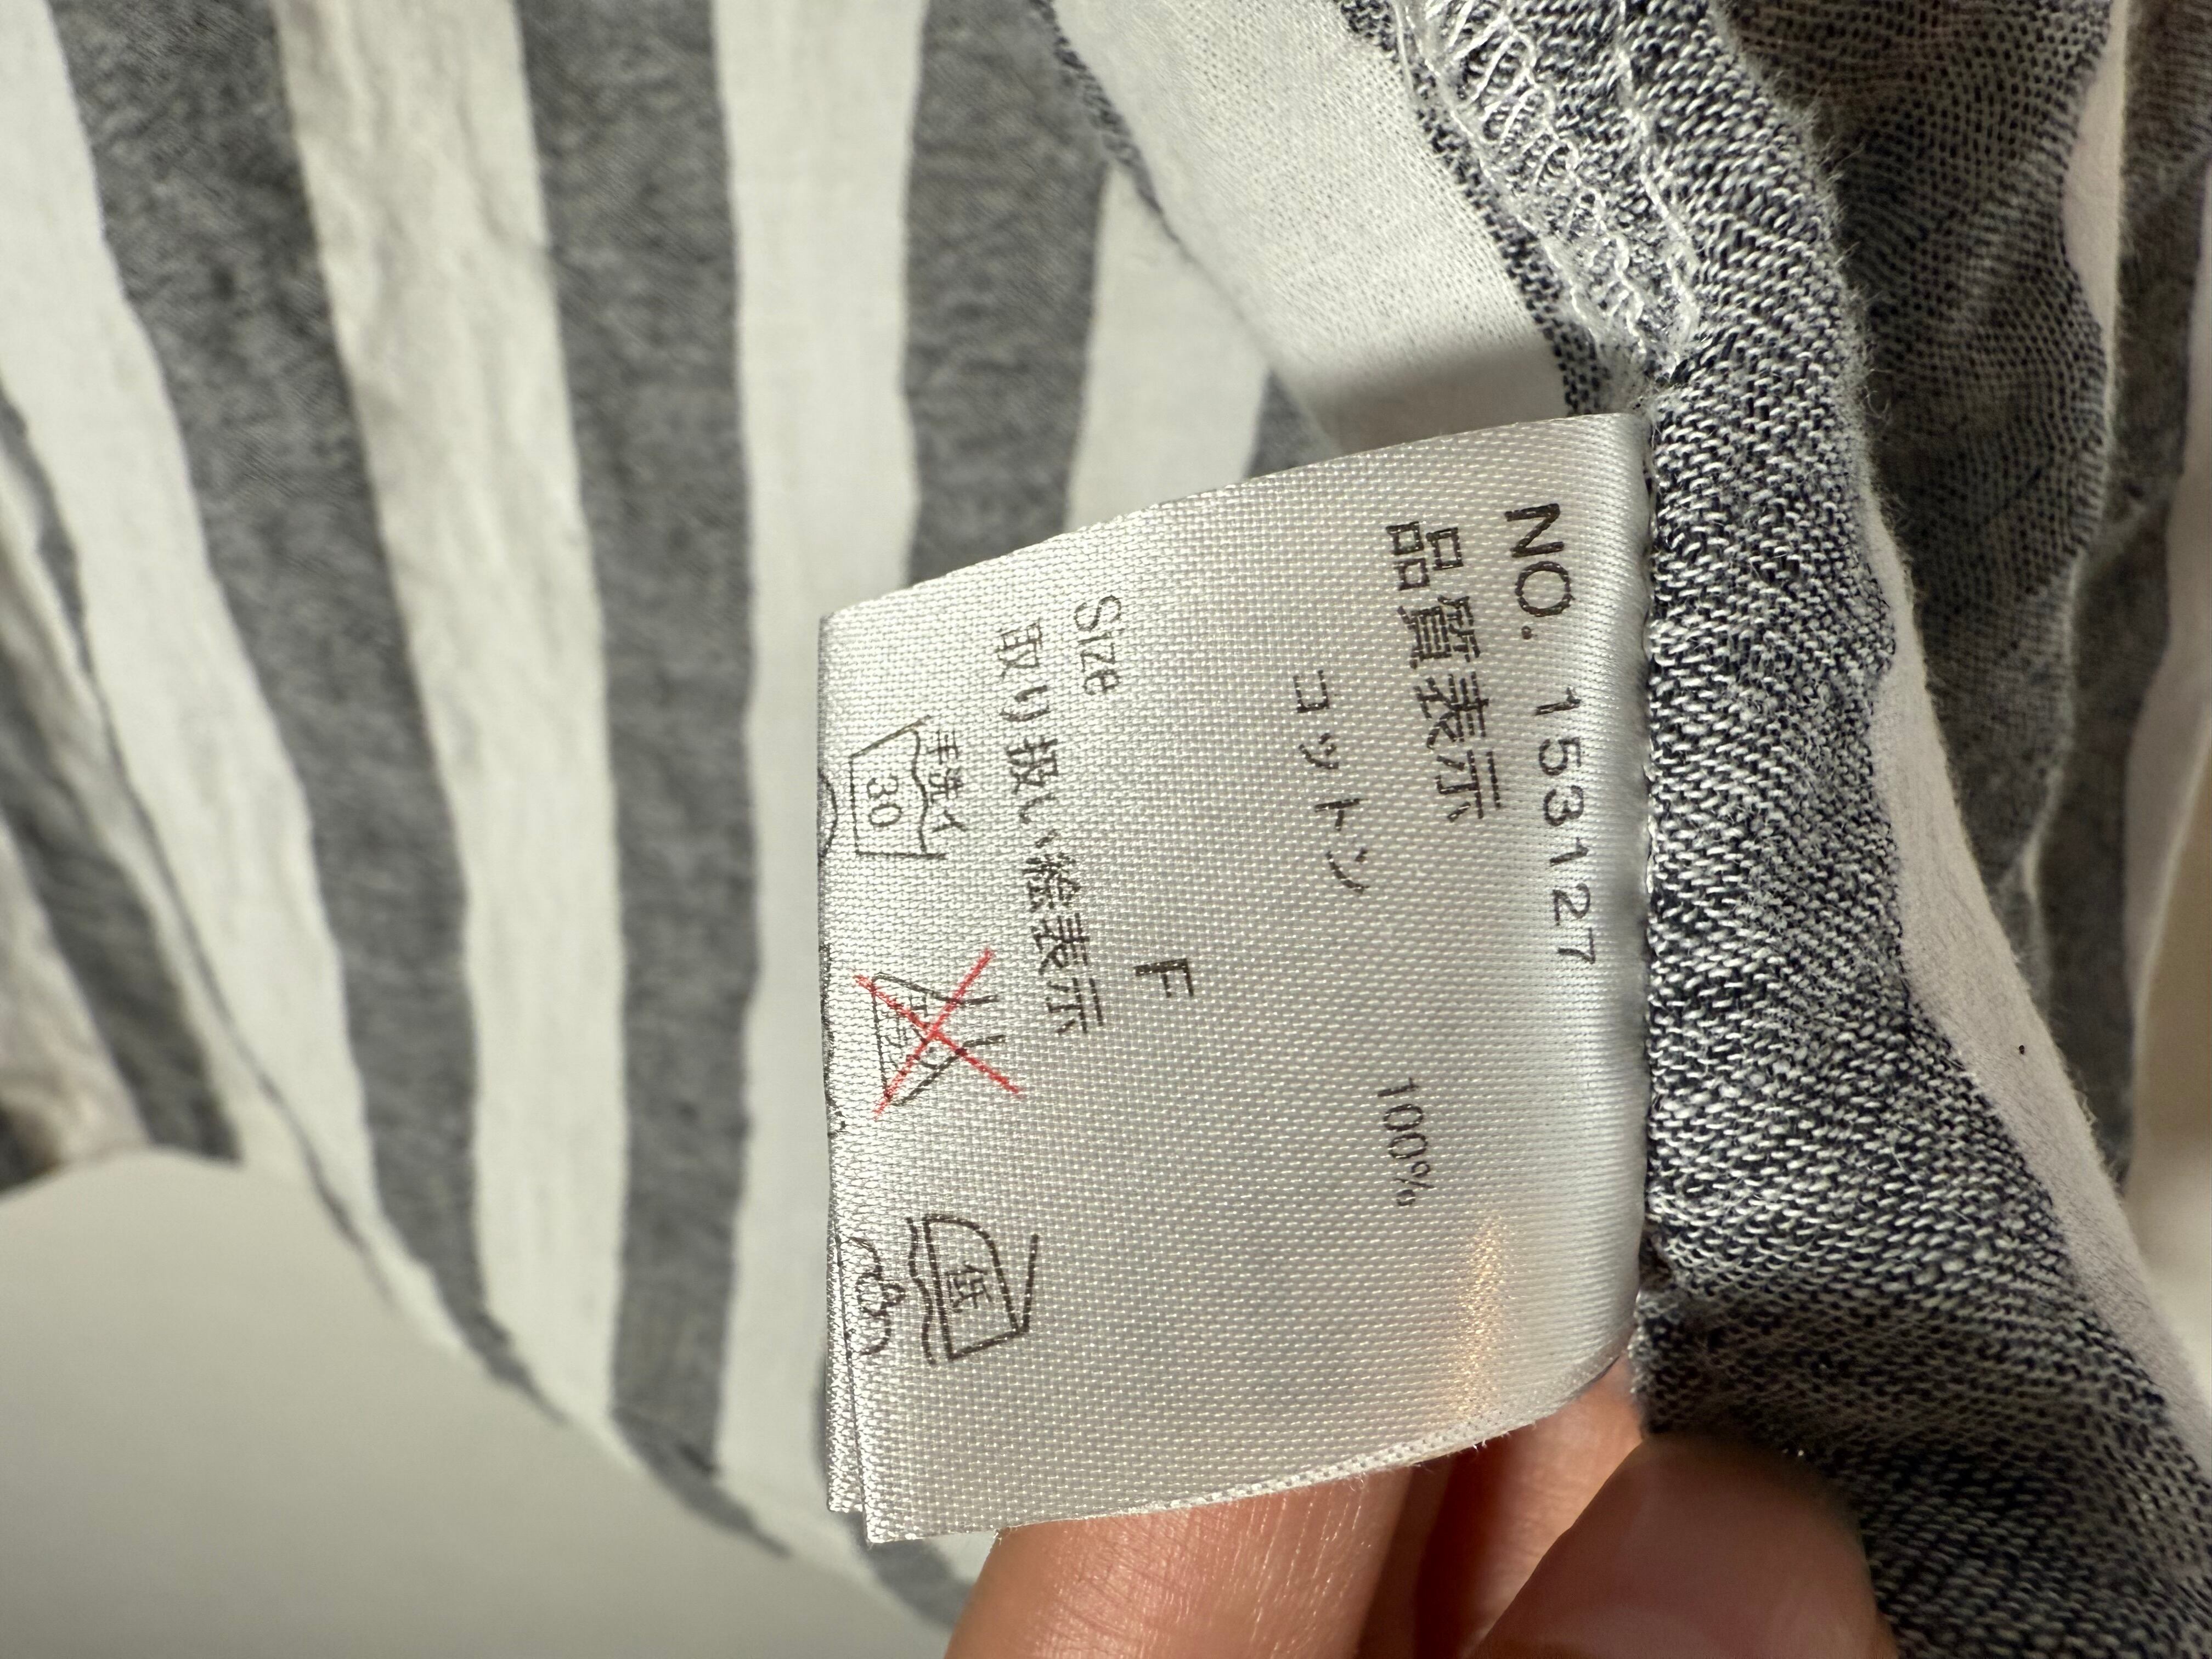 NO. 153127
品質表示
コットン 100%
Size F
取り扱い絵表示
手洗イ
30
低